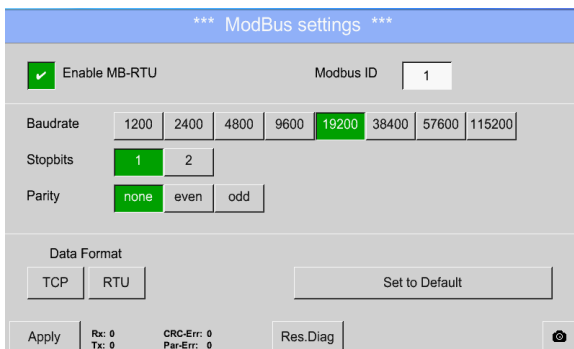 *** ModBus settings ***
✔ Enable MB-RTU Modbus ID 1
Baudrate 1200 2400 4800 9600 19200 38400 57600 115200
Stopbits 1 2
Parity none even odd
Data Format
TCP RTU Set to Default
Apply Rx: 0 CRC-Err: 0 Res.Diag
Tx: 0 Par-Err: 0